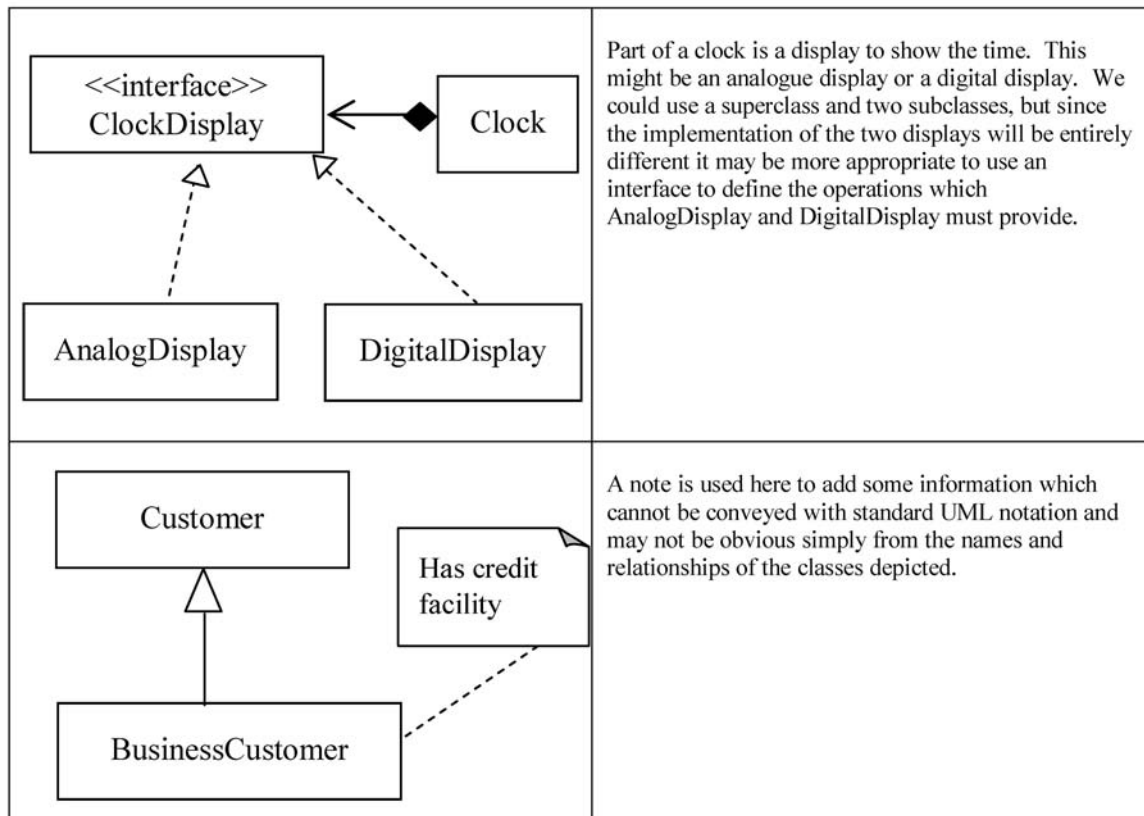 <<interface>>
ClockDisplay
Clock
AnalogDisplay
DigitalDisplay
Part of a clock is a display to show the time. This
might be an analogue display or a digital display. We
could use a superclass and two subclasses, but since
the implementation of the two displays will be entirely
different it may be more appropriate to use an
interface to define the operations which
AnalogDisplay and DigitalDisplay must provide.
Customer
Has credit
facility
BusinessCustomer
A note is used here to add some information which
cannot be conveyed with standard UML notation and
may not be obvious simply from the names and
relationships of the classes depicted.